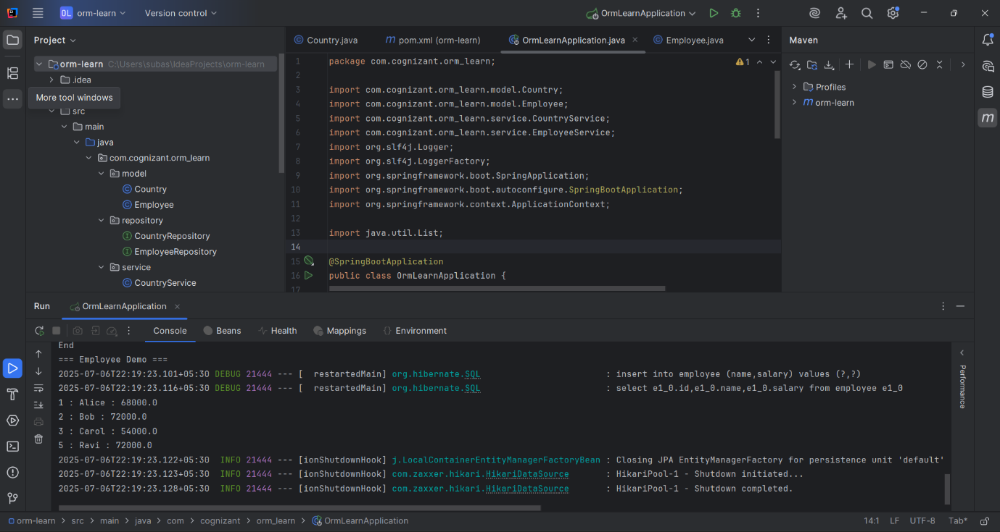 OL orm-learn Version control OrmLearnApplication
Project
orm-learn C:\Users\subas\IdeaProjects\orm-learn
.idea
More tool windows
src
main
java
com.cognizant.orm_learn
model
Country
Employee
repository
CountryRepository
EmployeeRepository
service
CountryService
Country.java pom.xml (orm-learn) OrmLearnApplication.java Employee.java
1 package com.cognizant.orm_learn; 1
2
3 import com.cognizant.orm_learn.model.Country;
4 import com.cognizant.orm_learn.model.Employee;
5 import com.cognizant.orm_learn.service.CountryService;
6 import com.cognizant.orm_learn.service.EmployeeService;
7 import org.slf4j.Logger;
8 import org.slf4j.LoggerFactory;
9 import org.springframework.boot.SpringApplication;
10 import org.springframework.boot.autoconfigure.SpringBootApplication;
11 import org.springframework.context.ApplicationContext;
12
13 import java.util.List;
14
15 @SpringBootApplication
16 public class OrmLearnApplication {
17
Maven
Profiles
orm-learn
Run OrmLearnApplication
Console Beans Health Mappings Environment
End
=== Employee Demo ===
2025-07-06T22:19:23.101+05:30 DEBUG 21444 --- [  restartedMain] org.hibernate.SQL : insert into employee (name,salary) values (?,?)
2025-07-06T22:19:23.116+05:30 DEBUG 21444 --- [  restartedMain] org.hibernate.SQL : select e1_0.id,e1_0.name,e1_0.salary from employee e1_0
1 : Alice : 68000.0
2 : Bob : 72000.0
3 : Carol : 54000.0
5 : Ravi : 72000.0
2025-07-06T22:19:23.122+05:30  INFO 21444 --- [ionShutdownHook] j.LocalContainerEntityManagerFactoryBean : Closing JPA EntityManagerFactory for persistence unit 'default'
2025-07-06T22:19:23.123+05:30  INFO 21444 --- [ionShutdownHook] com.zaxxer.hikari.HikariDataSource : HikariPool-1 - Shutdown initiated...
2025-07-06T22:19:23.128+05:30  INFO 21444 --- [ionShutdownHook] com.zaxxer.hikari.HikariDataSource : HikariPool-1 - Shutdown completed.
Performance
orm-learn > src > main > java > com > cognizant > orm_learn > OrmLearnApplication 14:1 LF UTF-8 Tab*